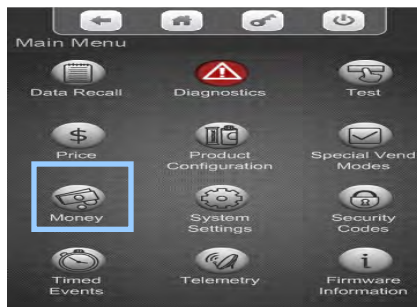 Main Menu
Data Recall
Diagnostics
Test
$
Price
Product
Configuration
Special Vend
Modes
Money
System
Settings
Security
Codes
Timed
Events
Telemetry
i
Firmware
Information